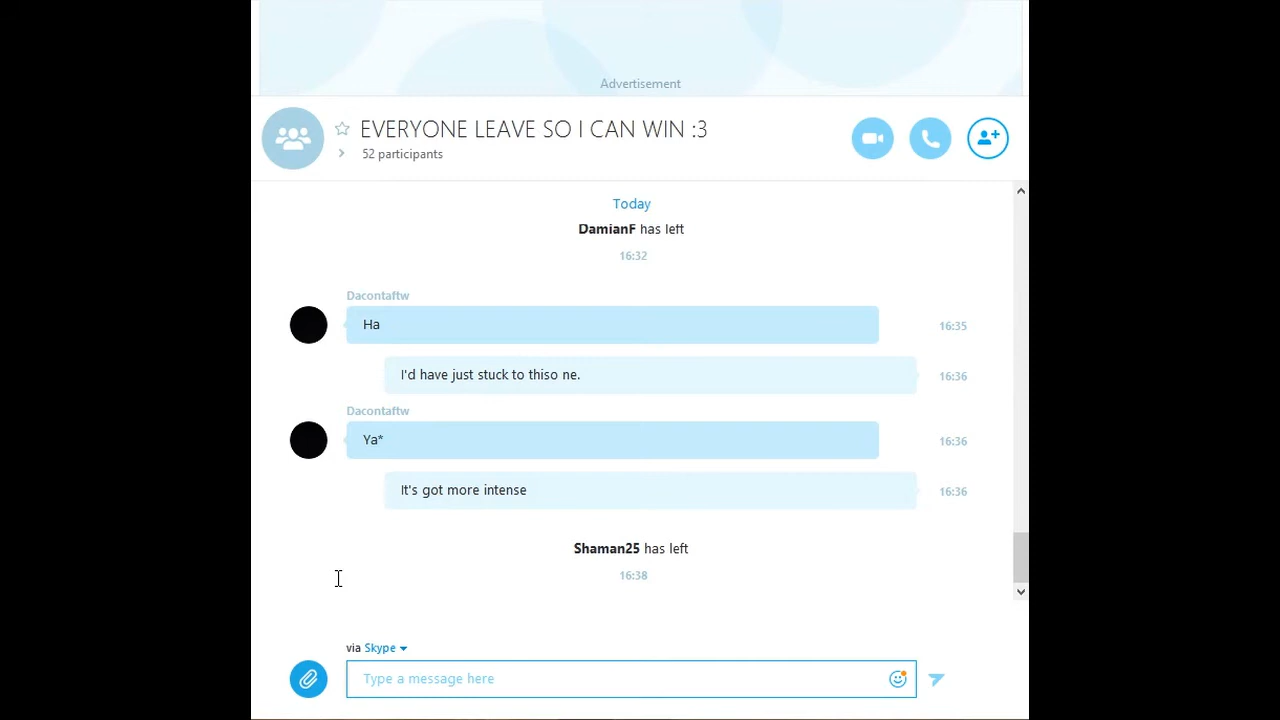 Advertisement
EVERYONE LEAVE SO I CAN WIN :3
52 participants
Today
DamianF has left
16:32
Dacontaftw
Ha
16:35
I'd have just stuck to thiso ne.
16:36
Dacontaftw
Ya*
16:36
It's got more intense
16:36
Shaman25 has left
16:38
via Skype
Type a message here